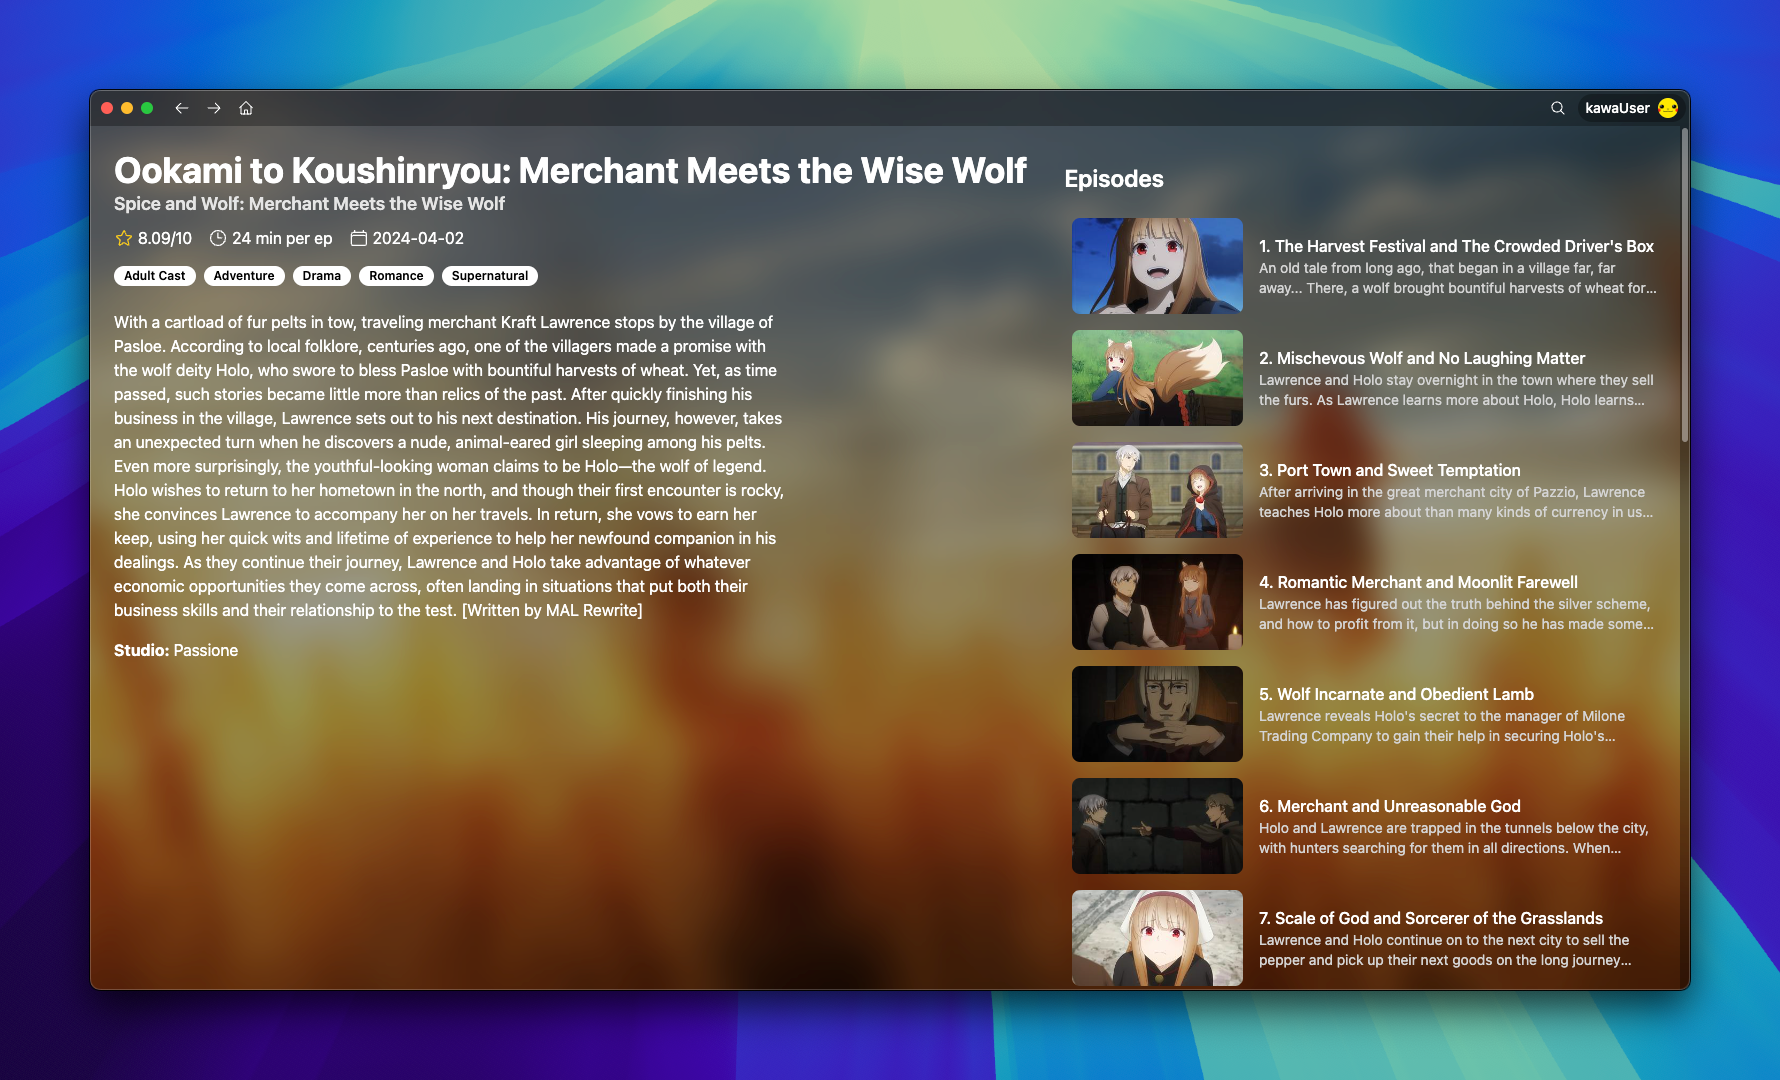 kawaUser
Ookami to Koushinryou: Merchant Meets the Wise Wolf
Spice and Wolf: Merchant Meets the Wise Wolf
8.09/10 24 min per ep 2024-04-02
Adult Cast Adventure Drama Romance Supernatural
With a cartload of fur pelts in tow, traveling merchant Kraft Lawrence stops by the village of
Pasloe. According to local folklore, centuries ago, one of the villagers made a promise with
the wolf deity Holo, who swore to bless Pasloe with bountiful harvests of wheat. Yet, as time
passed, such stories became little more than relics of the past. After quickly finishing his
business in the village, Lawrence sets out to his next destination. His journey, however, takes
an unexpected turn when he discovers a nude, animal-eared girl sleeping among his pelts.
Even more surprisingly, the youthful-looking woman claims to be Holo—the wolf of legend.
Holo wishes to return to her hometown in the north, and though their first encounter is rocky,
she convinces Lawrence to accompany her on her travels. In return, she vows to earn her
keep, using her quick wits and lifetime of experience to help her newfound companion in his
dealings. As they continue their journey, Lawrence and Holo take advantage of whatever
economic opportunities they come across, often landing in situations that put both their
business skills and their relationship to the test. [Written by MAL Rewrite]
Studio: Passione
Episodes
1. The Harvest Festival and The Crowded Driver's Box
An old tale from long ago, that began in a village far, far
away... There, a wolf brought bountiful harvests of wheat for...
2. Mischevous Wolf and No Laughing Matter
Lawrence and Holo stay overnight in the town where they sell
the furs. As Lawrence learns more about Holo, Holo learns...
3. Port Town and Sweet Temptation
After arriving in the great merchant city of Pazzio, Lawrence
teaches Holo more about than many kinds of currency in us...
4. Romantic Merchant and Moonlit Farewell
Lawrence has figured out the truth behind the silver scheme,
and how to profit from it, but in doing so he has made some...
5. Wolf Incarnate and Obedient Lamb
Lawrence reveals Holo's secret to the manager of Milone
Trading Company to gain their help in securing Holo's...
6. Merchant and Unreasonable God
Holo and Lawrence are trapped in the tunnels below the city,
with hunters searching for them in all directions. When...
7. Scale of God and Sorcerer of the Grasslands
Lawrence and Holo continue on to the next city to sell the
pepper and pick up their next goods on the long journey...